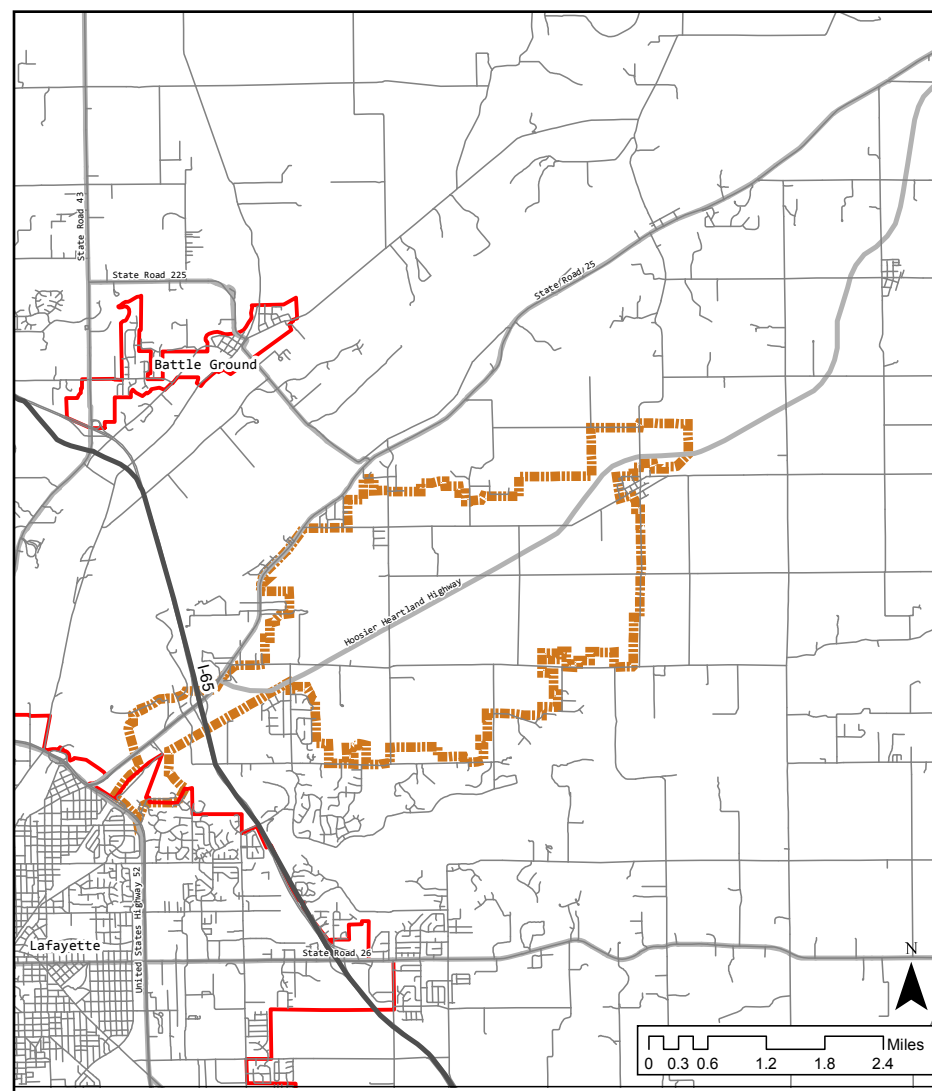 State Road 43
State Road 225
State Road 25
Battle Ground
Hoosier Heartland Highway
I-65
United States Highway 52
Lafayette
State Road 26
N
Miles
0 0.3 0.6 1.2 1.8 2.4